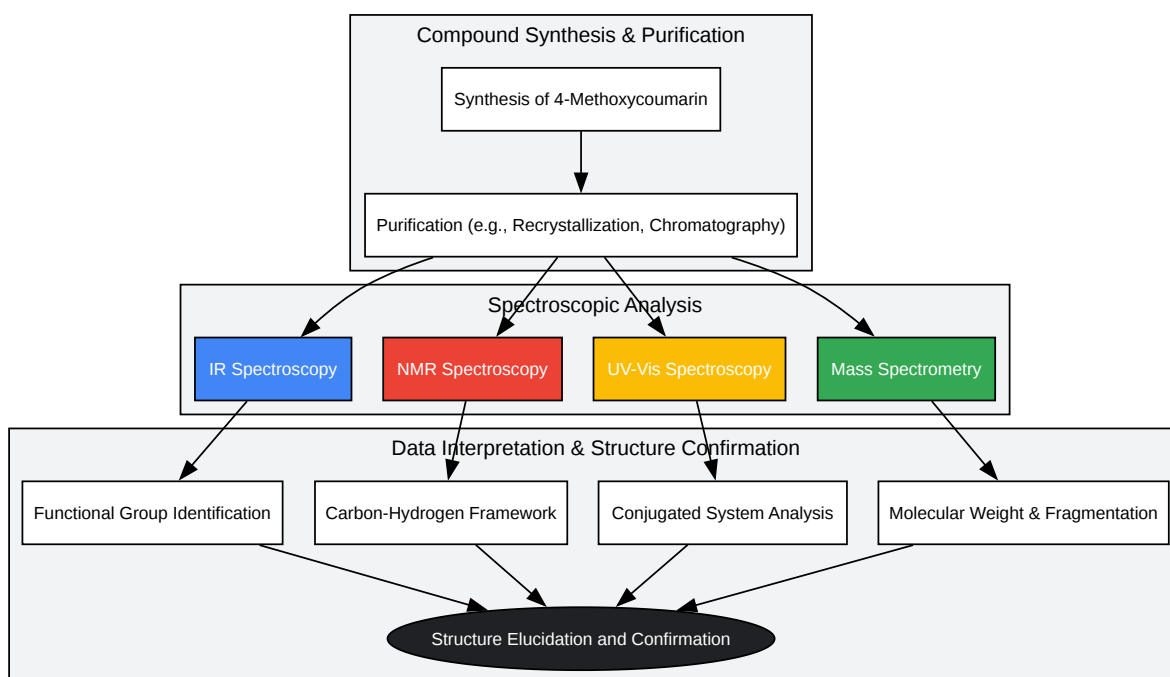 Compound Synthesis & Purification
Synthesis of 4-Methoxycoumarin
Purification (e.g., Recrystallization, Chromatography)
Spectroscopic Analysis
IR Spectroscopy
NMR Spectroscopy
UV-Vis Spectroscopy
Mass Spectrometry
Data Interpretation & Structure Confirmation
Functional Group Identification
Carbon-Hydrogen Framework
Conjugated System Analysis
Molecular Weight & Fragmentation
Structure Elucidation and Confirmation